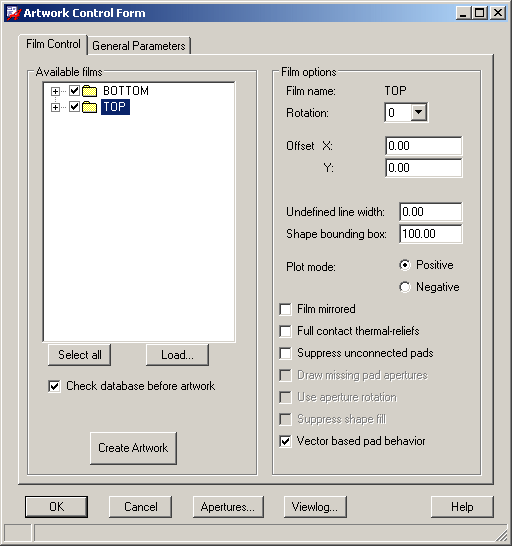 Artwork Control Form
Film Control
General Parameters
Available films
BOTTOM
TOP
Select all
Load...
Check database before artwork
Create Artwork
Film options
Film name: TOP
Rotation: 0
Offset X: 0.00
Y: 0.00
Undefined line width: 0.00
Shape bounding box: 100.00
Plot mode: Positive
Negative
Film mirrored
Full contact thermal-reliefs
Suppress unconnected pads
Draw missing pad apertures
Use aperture rotation
Suppress shape fill
Vector based pad behavior
OK
Cancel
Apertures...
Viewlog...
Help